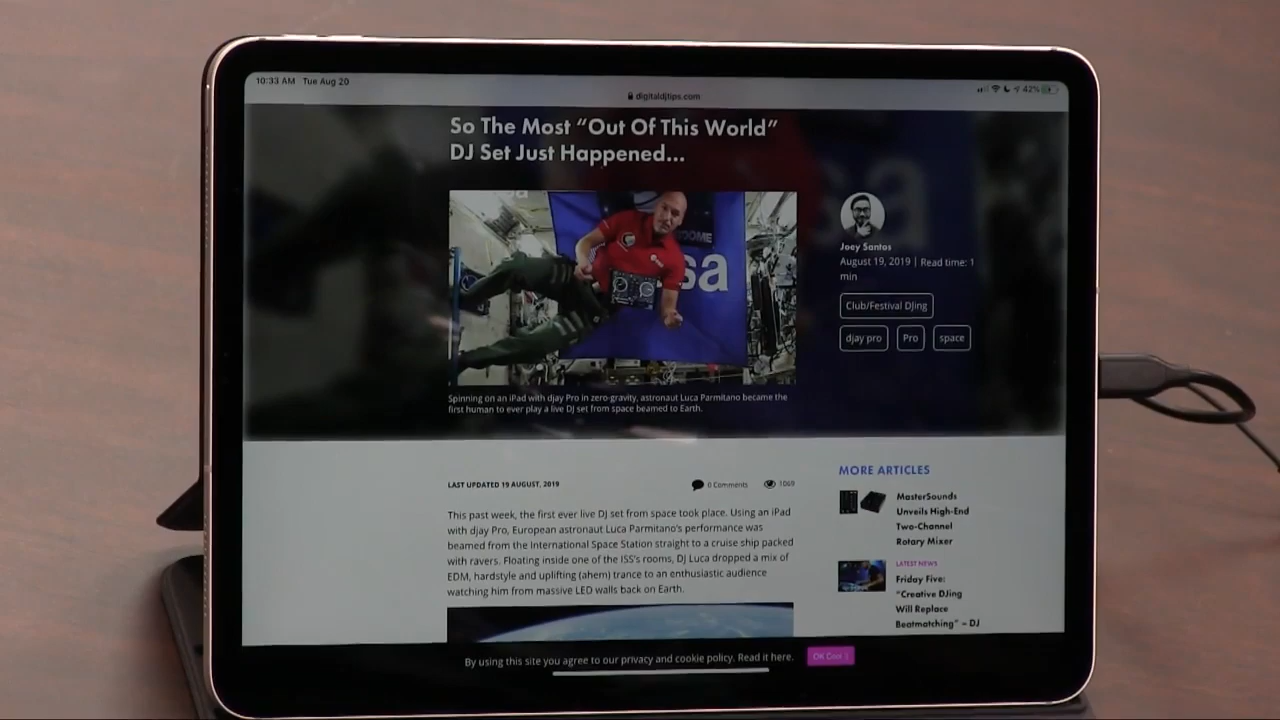 10:33 AM Tue Aug 20
digitaldjtips.com
42%
So The Most “Out Of This World”
DJ Set Just Happened...
sa
Spinning on an iPad with djay Pro in zero-gravity, astronaut Luca Parmitano became the
first human to ever play a live DJ set from space beamed to Earth.
Joey Santos
August 19, 2019 | Read time: 1
min
Club/Festival DJing
djay pro
Pro
space
LAST UPDATED 19 AUGUST, 2019
0 Comments
1069
This past week, the first ever live DJ set from space took place. Using an iPad
with djay Pro, European astronaut Luca Parmitano's performance was
beamed from the International Space Station straight to a cruise ship packed
with ravers. Floating inside one of the ISS's rooms, DJ Luca dropped a mix of
EDM, hardstyle and uplifting (ahem) trance to an enthusiastic audience
watching him from massive LED walls back on Earth.
MORE ARTICLES
MasterSounds
Unveils High-End
Two-Channel
Rotary Mixer
LATEST NEWS
Friday Five:
“Creative DJing
Will Replace
Beatmatching” – DJ
By using this site you agree to our privacy and cookie policy. Read it here.
OK Cool :)